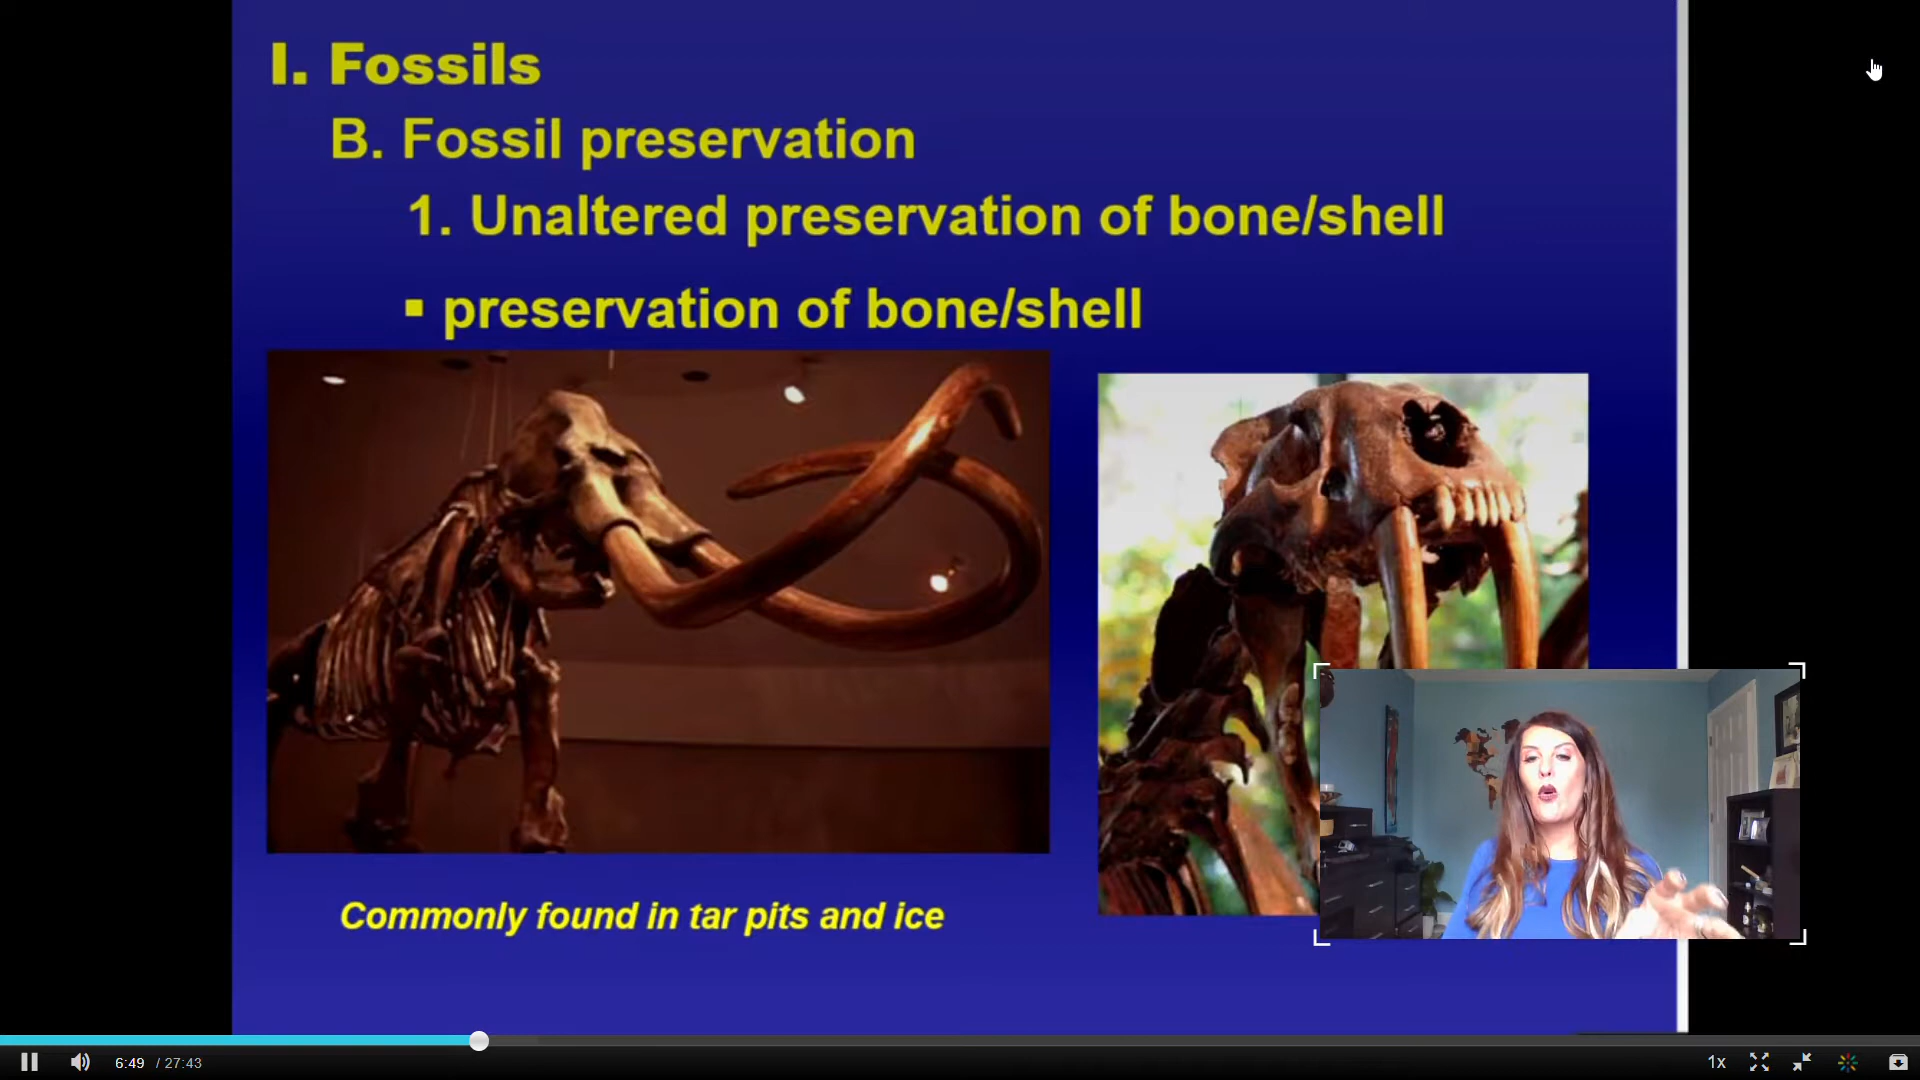 I. Fossils
B. Fossil preservation
1. Unaltered preservation of bone/shell
▪ preservation of bone/shell
Commonly found in tar pits and ice
6:49 / 27:43
1x